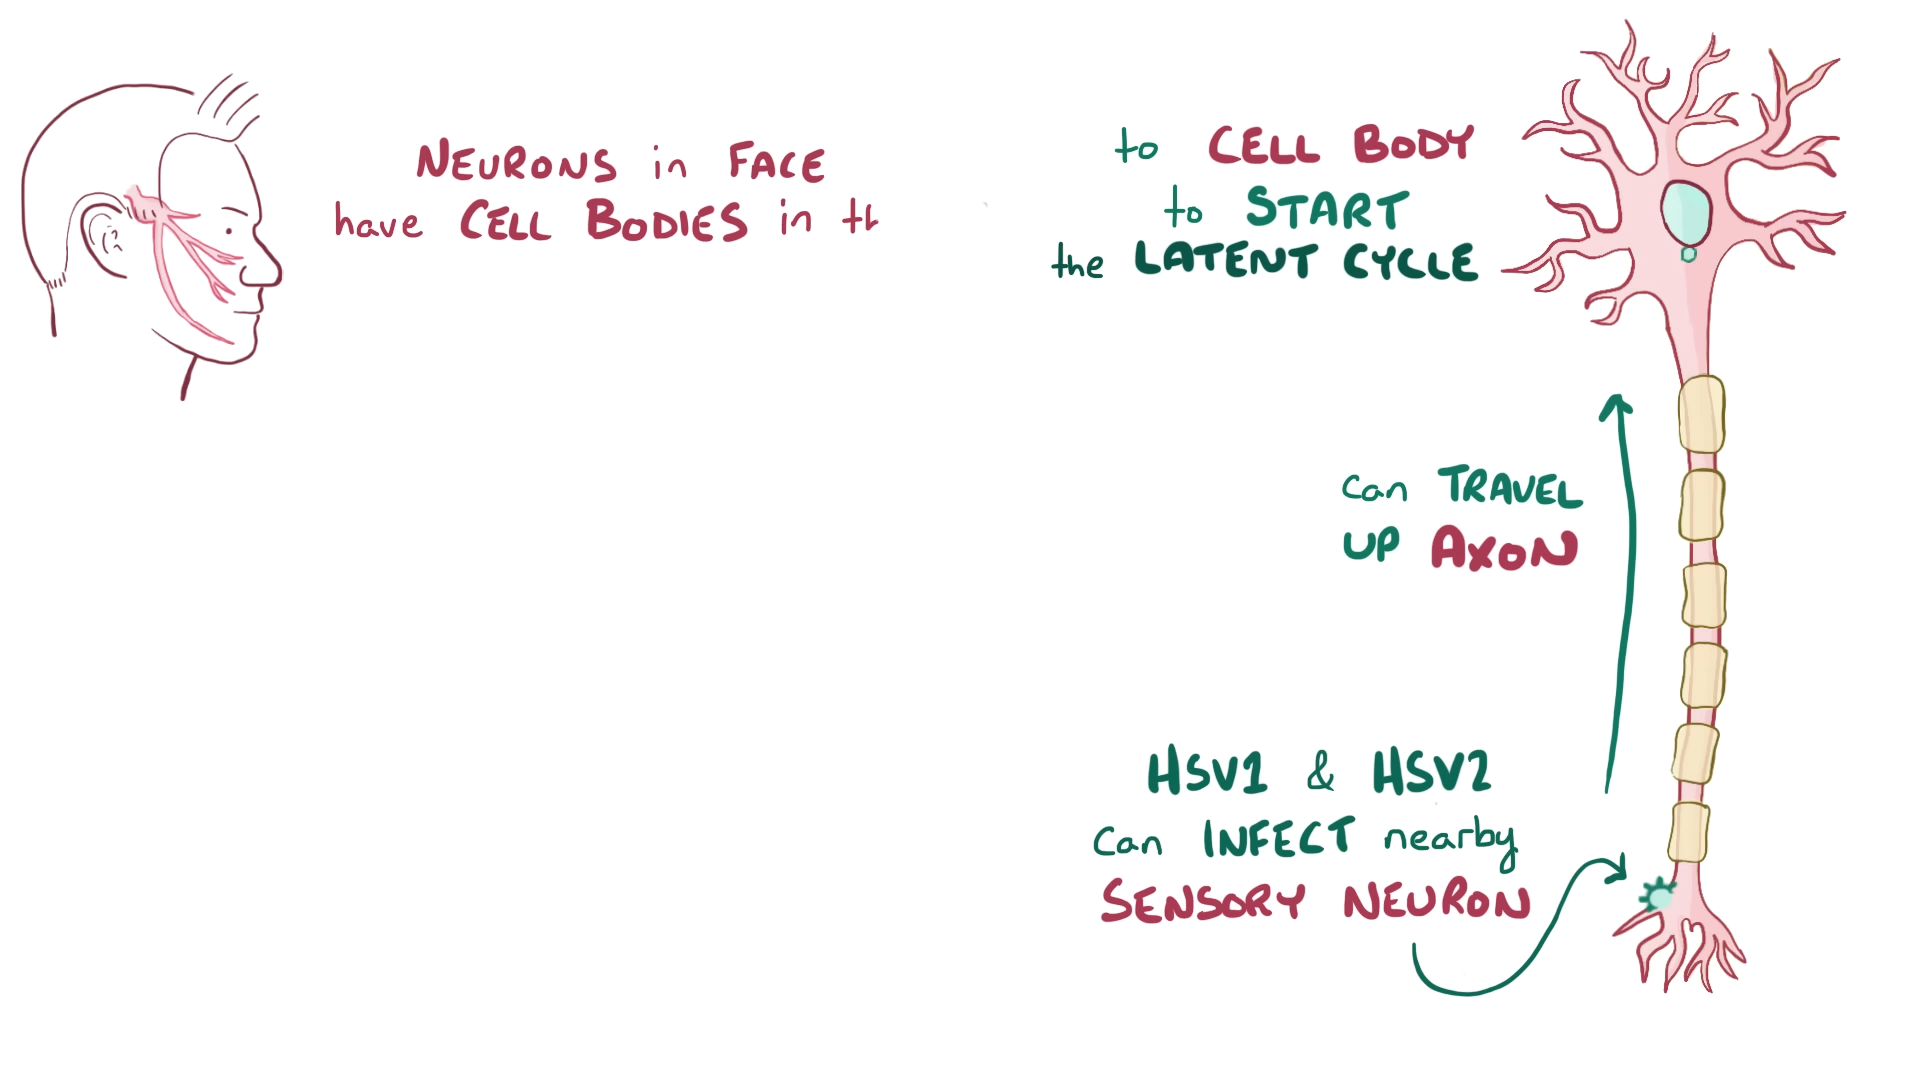 NEURONS in FACE
have CELL BODIES in
to CELL BODY
to START
the LATENT CYCLE
can TRAVEL
UP AXON
HSV1 & HSV2
Can INFECT nearby
SENSORY NEURON